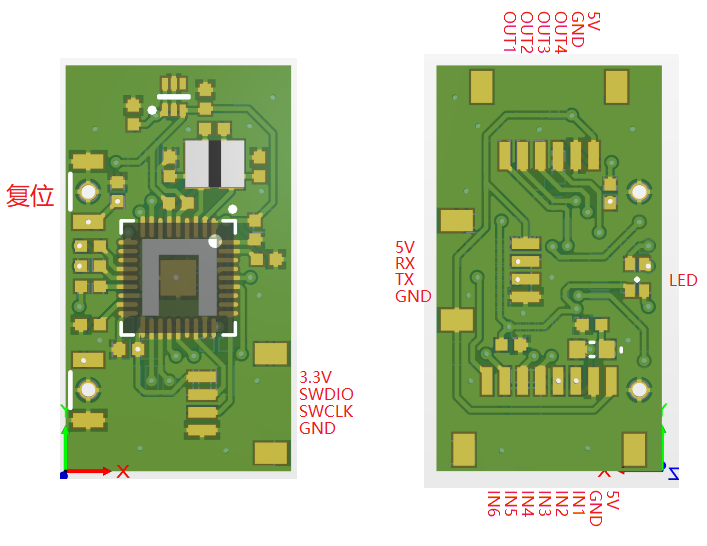 OUT1
OUT2
OUT3
OUT4
GND
5V
复位
5V
RX
TX
GND
LED
3.3V
SWDIO
SWCLK
GND
Y
X
Y
X
Z
IN6
IN5
IN4
IN3
IN2
IN1
GND
5V